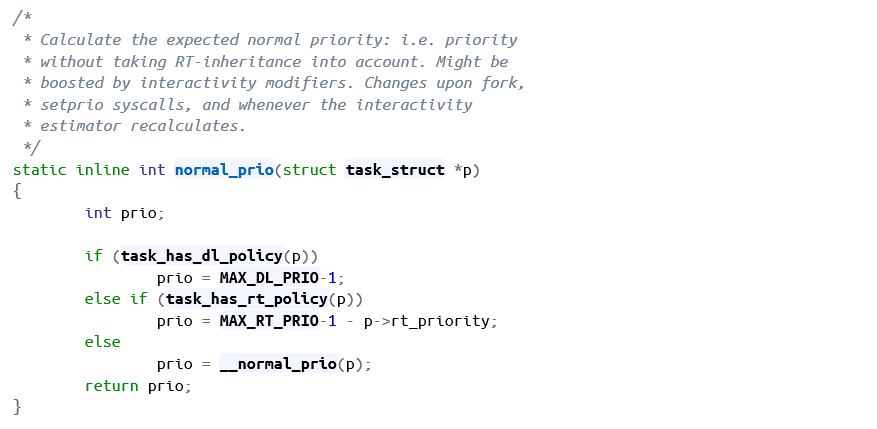 /*
 * Calculate the expected normal priority: i.e. priority
 * without taking RT-inheritance into account. Might be
 * boosted by interactivity modifiers. Changes upon fork,
 * setprio syscalls, and whenever the interactivity
 * estimator recalculates.
 */
static inline int normal_prio(struct task_struct *p)
{
        int prio;

        if (task_has_dl_policy(p))
                prio = MAX_DL_PRIO-1;
        else if (task_has_rt_policy(p))
                prio = MAX_RT_PRIO-1 - p->rt_priority;
        else
                prio = __normal_prio(p);
        return prio;
}